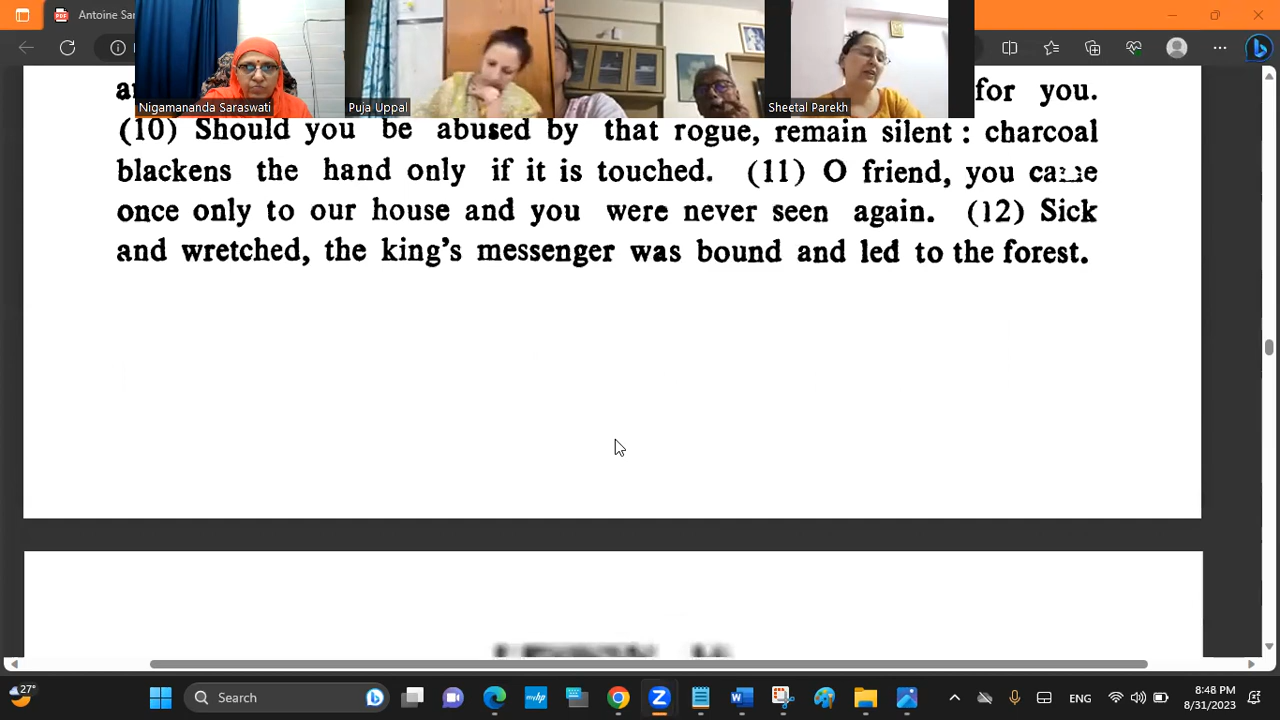 Antoine Sar
Nigamananda Saraswati
Puja Uppal
Sheetal Parekh
for you.
(10) Should you be abused by that rogue, remain silent : charcoal
blackens the hand only if it is touched. (11) O friend, you came
once only to our house and you were never seen again. (12) Sick
and wretched, the king's messenger was bound and led to the forest.
27°
Search
ENG
8:48 PM
8/31/2023